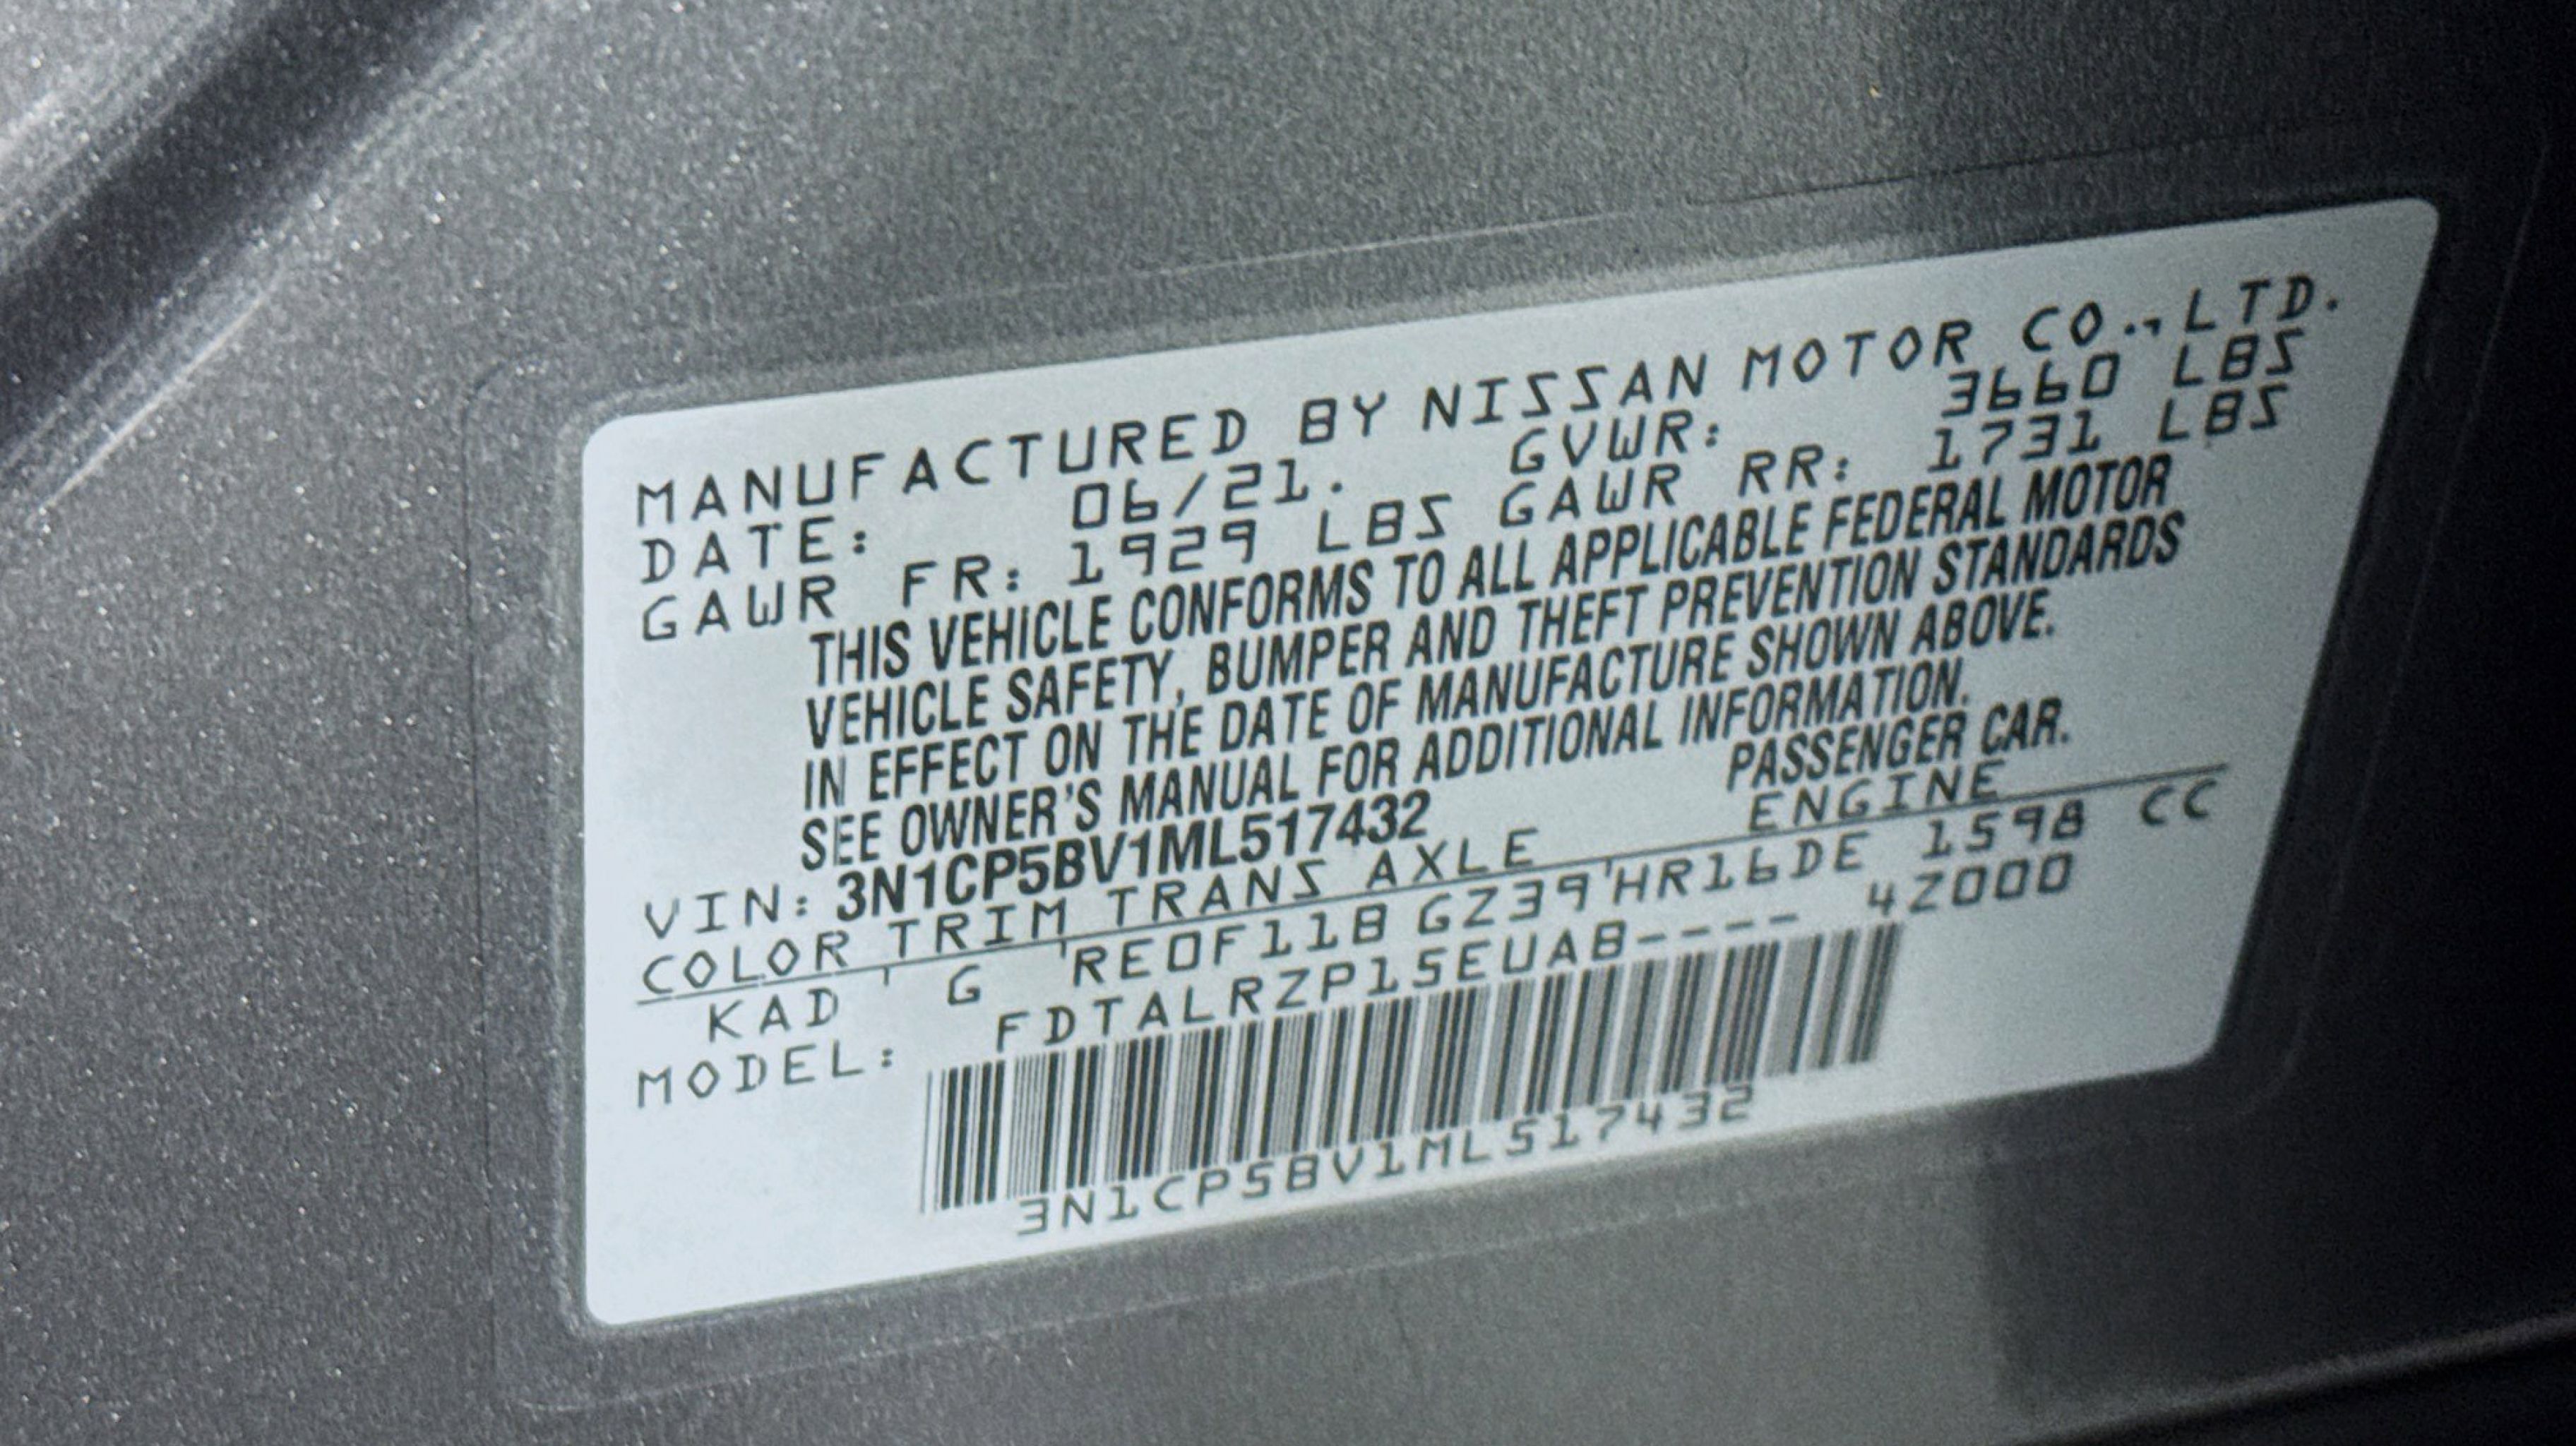 MANUFACTURED BY NISSAN MOTOR CO.,LTD.
DATE: 06/21. GVWR: 3660 LBS
GAWR FR: 1929 LBS GAWR RR: 1731 LBS
THIS VEHICLE CONFORMS TO ALL APPLICABLE FEDERAL MOTOR
VEHICLE SAFETY, BUMPER AND THEFT PREVENTION STANDARDS
IN EFFECT ON THE DATE OF MANUFACTURE SHOWN ABOVE.
SEE OWNER'S MANUAL FOR ADDITIONAL INFORMATION.
VIN: 3N1CP5BV1ML517432 PASSENGER CAR.
COLOR TRIM TRANS AXLE ENGINE
KAD G RE0F11B GZ39 HR16DE 1598 CC
MODEL: FDTALRZP15EUAB---- 4Z000
3N1CP5BV1ML517432